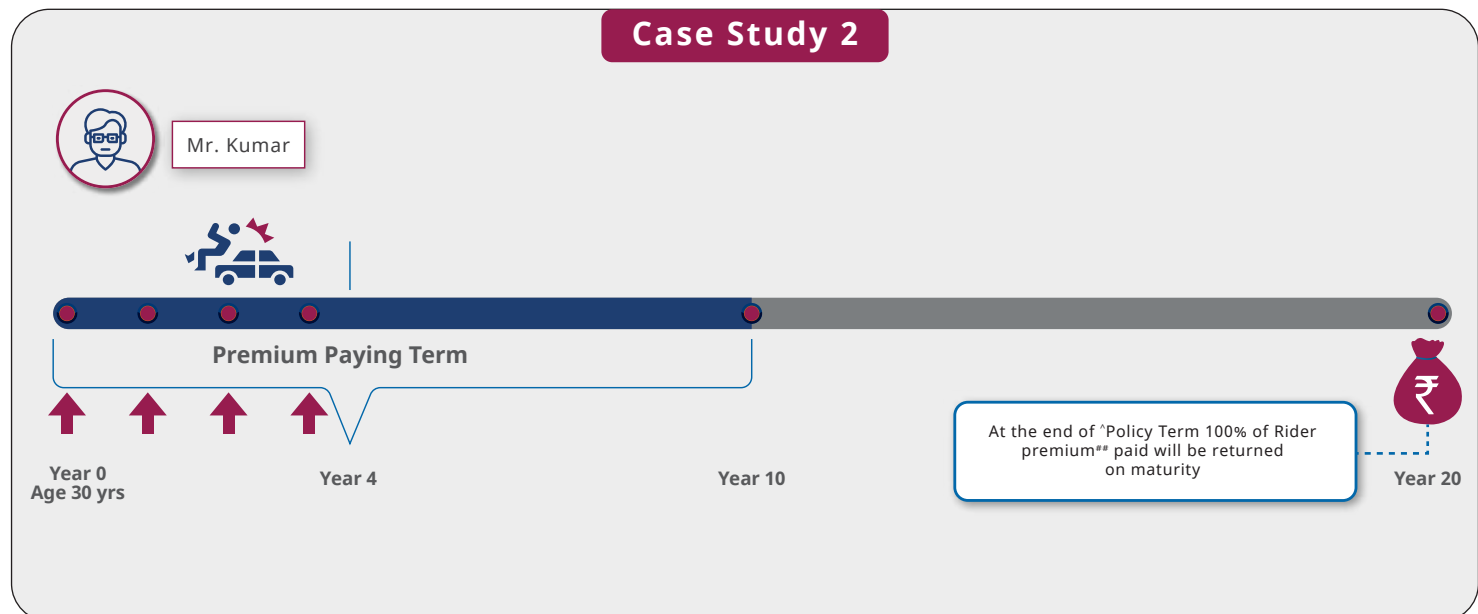 Case Study 2
Mr. Kumar
Premium Paying Term
At the end of ^Policy Term 100% of Rider
premium## paid will be returned
on maturity
₹
Year 0
Age 30 yrs
Year 4
Year 10
Year 20